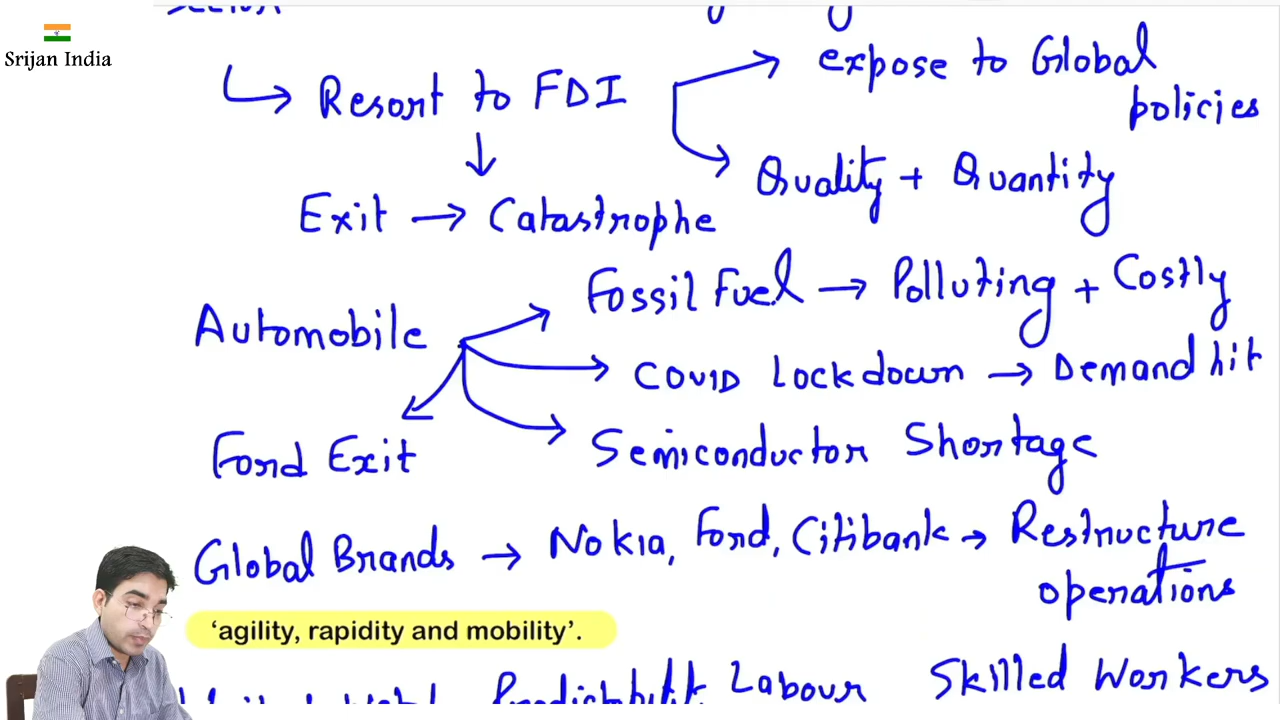 Srijan India
Resort to FDI
expose to Global
policies
Quality + Quantity
Exit → Catastrophe
Fossil Fuel → Polluting + Costly
Automobile
COVID Lockdown → Demand hit
Semiconductor Shortage
Ford Exit
Global Brands → Nokia, Ford, Citibank → Restructure
operations
‘agility, rapidity and mobility’.
Labour Skilled Workers